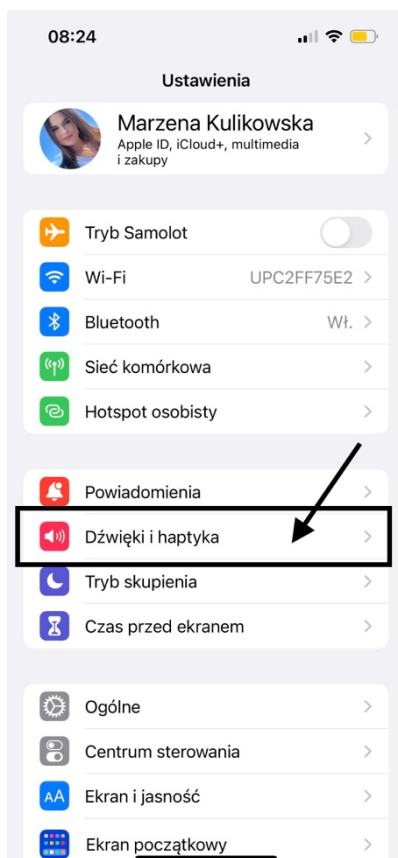 08:24
Ustawienia
Marzena Kulikowska
Apple ID, iCloud+, multimedia
i zakupy
Tryb Samolot
Wi-Fi UPC2FF75E2
Bluetooth Wł.
Sieć komórkowa
Hotspot osobisty
Powiadomienia
Dźwięki i haptyka
Tryb skupienia
Czas przed ekranem
Ogólne
Centrum sterowania
AA Ekran i jasność
Ekran początkowy